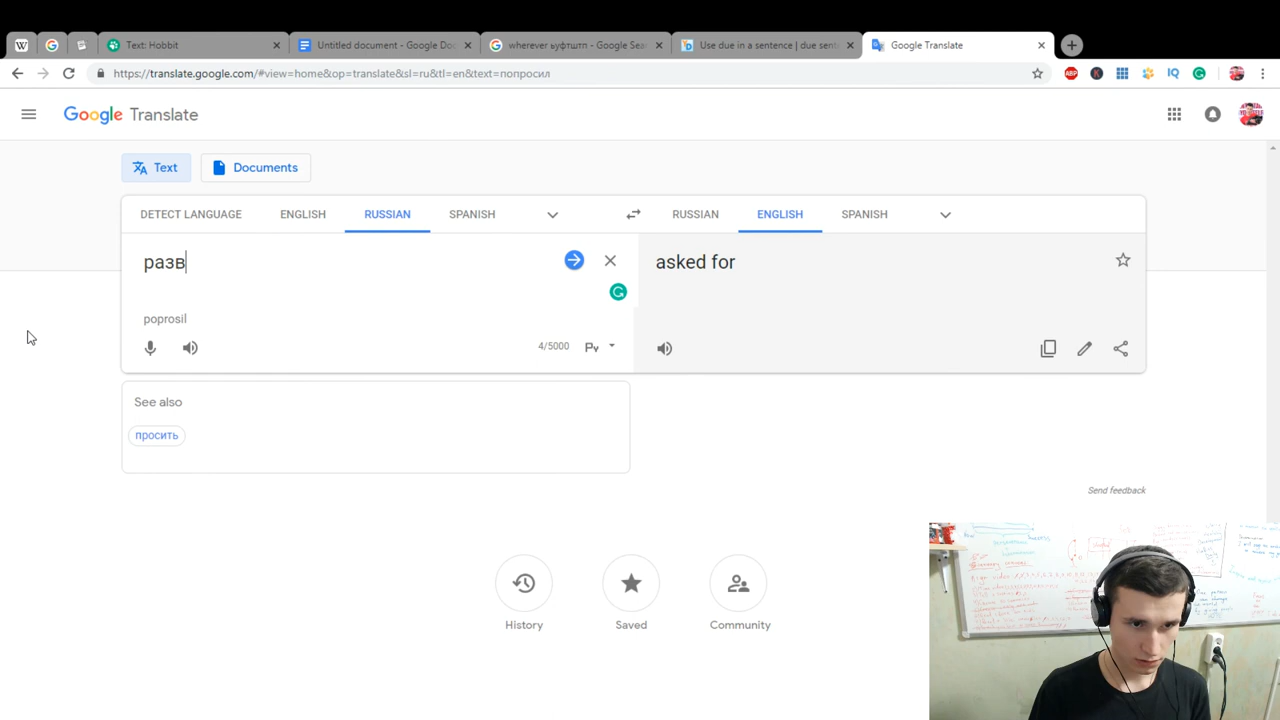 Text: Hobbit
Untitled document - Google Doc
wherever ьуфтштп - Google Sea
Use due in a sentence | due sent
Google Translate
https://translate.google.com/#view=home&op=translate&sl=ru&tl=en&text=попросил
Google Translate
Text
Documents
DETECT LANGUAGE
ENGLISH
RUSSIAN
SPANISH
RUSSIAN
ENGLISH
SPANISH
разв
asked for
poprosil
4/5000
See also
просить
Send feedback
History
Saved
Community